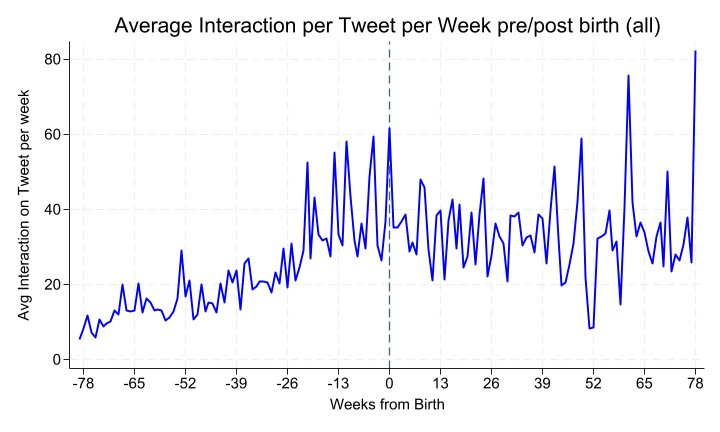 Average Interaction per Tweet per Week pre/post birth (all)
Avg Interaction on Tweet per week
80
60
40
20
0
-78 -65 -52 -39 -26 -13 0 13 26 39 52 65 78
Weeks from Birth